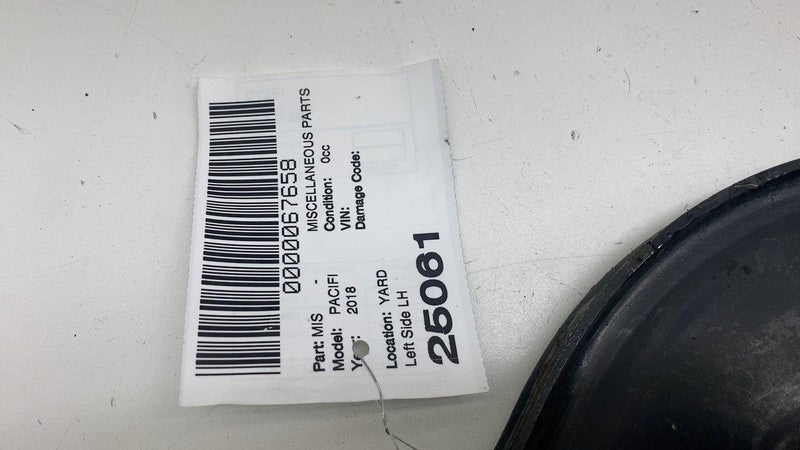 0000067658
Part: MIS - MISCELLANEOUS PARTS
Model: PACIFI Condition: 0cc
2018 VIN:
Damage Code:
Location: YARD
Left Side LH
25061